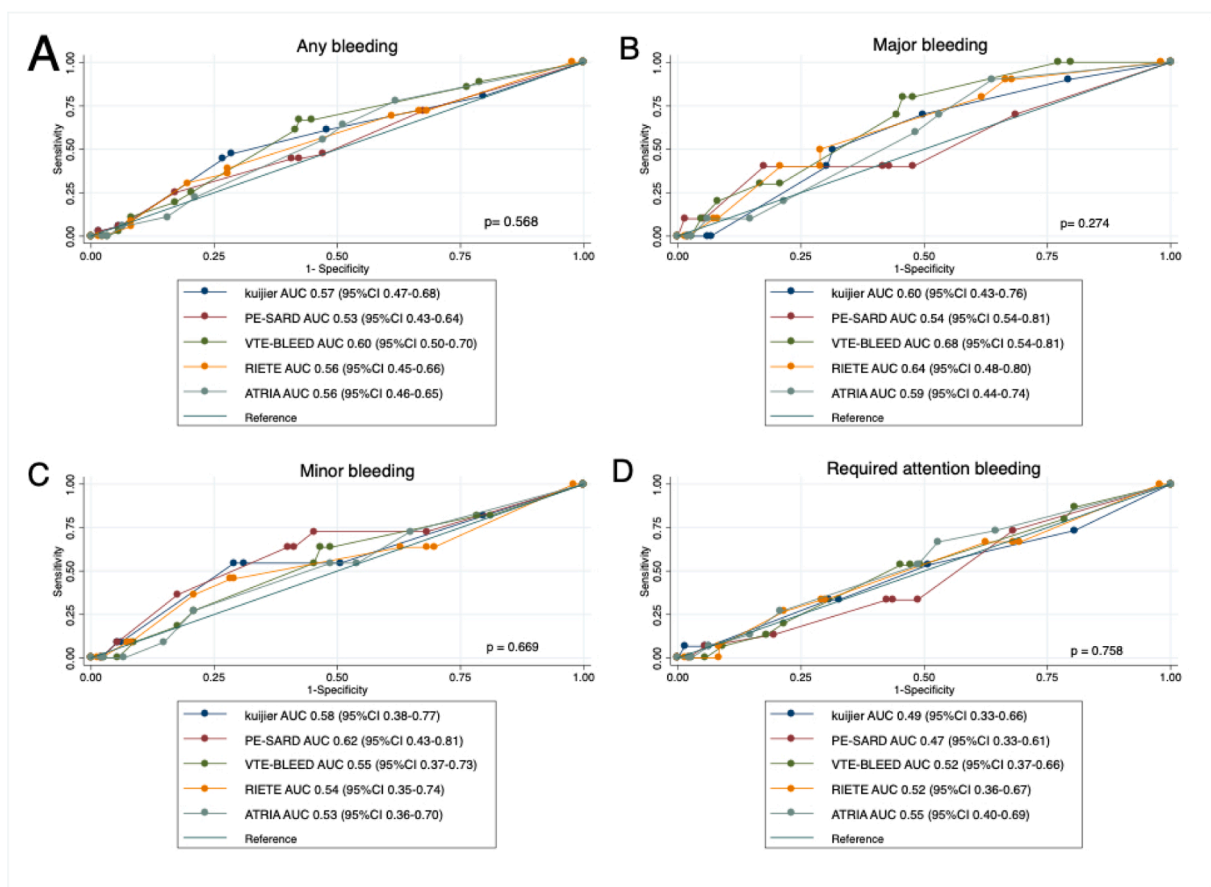 A
Any bleeding
Sensitivity
1.00
0.75
0.50
0.25
0.00
p= 0.568
0.00 0.25 0.50 0.75 1.00
1- Specificity
kuijier AUC 0.57 (95%CI 0.47-0.68)
PE-SARD AUC 0.53 (95%CI 0.43-0.64)
VTE-BLEED AUC 0.60 (95%CI 0.50-0.70)
RIETE AUC 0.56 (95%CI 0.45-0.66)
ATRIA AUC 0.56 (95%CI 0.46-0.65)
Reference
B
Major bleeding
Sensitivity
1.00
0.75
0.50
0.25
0.00
p= 0.274
0.00 0.25 0.50 0.75 1.00
1-Specificity
kuijier AUC 0.60 (95%CI 0.43-0.76)
PE-SARD AUC 0.54 (95%CI 0.54-0.81)
VTE-BLEED AUC 0.68 (95%CI 0.54-0.81)
RIETE AUC 0.64 (95%CI 0.48-0.80)
ATRIA AUC 0.59 (95%CI 0.44-0.74)
Reference
C
Minor bleeding
Sensitivity
1.00
0.75
0.50
0.25
0.00
p = 0.669
0.00 0.25 0.50 0.75 1.00
1-Specificity
kuijier AUC 0.58 (95%CI 0.38-0.77)
PE-SARD AUC 0.62 (95%CI 0.43-0.81)
VTE-BLEED AUC 0.55 (95%CI 0.37-0.73)
RIETE AUC 0.54 (95%CI 0.35-0.74)
ATRIA AUC 0.53 (95%CI 0.36-0.70)
Reference
D
Required attention bleeding
Sensitivity
1.00
0.75
0.50
0.25
0.00
p = 0.758
0.00 0.25 0.50 0.75 1.00
1-Specificity
kuijier AUC 0.49 (95%CI 0.33-0.66)
PE-SARD AUC 0.47 (95%CI 0.33-0.61)
VTE-BLEED AUC 0.52 (95%CI 0.37-0.66)
RIETE AUC 0.52 (95%CI 0.36-0.67)
ATRIA AUC 0.55 (95%CI 0.40-0.69)
Reference